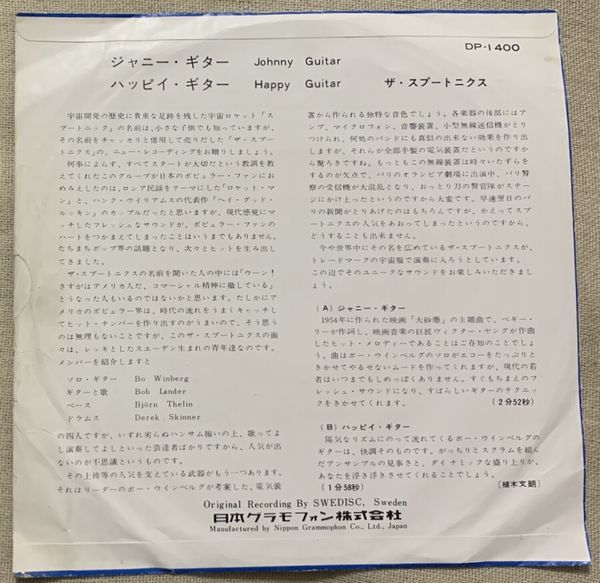 DP-1400
ジャニー・ギター Johnny Guitar
ハッピイ・ギター Happy Guitar ザ・スプートニクス
宇宙開発の歴史に貴重な足跡を残した宇宙ロケット「ス
プートニック」の名前は、小さな子供でも知っていますが、
その名前をチャッカリと借用して売りだした「ザ・スプー
トニクス」の、ニュー・レコーディングをお贈りしましょう。
何事によらず、すべてスタートが大切だという教訓を教
えてくれたこのグループが日本のポピュラー・ファンにお
めみえしたのは、ロシア民謡をテーマにした「ロケット・マ
ン」と、ハンク・ウイリアムスの代表作「ヘイ・グッド・
ルッキン」のカップルだったと思いますが、現代感覚にマ
ッチしたフレッシュなサウンドが、ポピュラー・ファンの
ハートをつかまえてしまったことはいうまでもありません。
たちまちポップ界の話題となり、次々とヒットを生み出し
てきました。
ザ・スプートニクスの名前を聞いた人の中には「ウーン!
さすがはアメリカ人だ、コマーシャル精神に徹している」
とうなった人もいるのではないかと思います。たしかにア
メリカのポピュラー界は、時代の流れをうまくキャッチし
てヒット・ナンバーを作り出すのがうまいので、そう思う
のは無理もないことですが、このザ・スプートニクスの面
々は、レッキとしたスエーデン生まれの青年達なのです。
メンバーを紹介しますと
ソロ・ギター Bo Winberg
ギターと歌 Bob Lander
ベース Björn Thelin
ドラムス Derek Skinner
の四人ですが、いずれ劣らぬハンサム揃いの上、歌ってよ
し演奏してよしといった芸達者ばかりですから、人気が出
ないのが不思議というものです。
その上彼等の人気を支えている武器がもう一つあります。
それはリーダーのボー・ウインベルグが考案した、電気装
置から作られる独特な音色でしょう。各楽器の後部にはア
ンプ、マイクロフォン、音響装置、小型無線送信機がとり
つけられ、何処のバンドにも真似の出来ない効果を作り出
しますが、それらが全部手製の電気装置だというのですか
ら驚きですね。もっともこの無線装置は時々いたずらをす
るのが欠点で、パリのオランピア劇場に出演中、パリ警
察の受信機が大混乱となり、おっとり刀の警官隊がステー
ジにかけ上ったというのですから大変です。早速翌日のパ
リの新聞がとりあげたのはもちろんですが、かえってスプ
ートニクスの人気をあおってしまったというのですから、
どうすることも出来ません。
今や世界中にその名を広めているザ・スプートニクスが、
トレードマークの宇宙服で演奏に入ろうとしています。
この辺でそのユニークなサウンドをお楽しみいただきまし
ょう。
(A) ジャニー・ギター
1954年に作られた映画「大砂塵」の主題曲で、ペギー・
リーが作詞し、映画音楽の巨匠ヴィクター・ヤングが作曲
したヒット・メロディーであることはご存知のことでしょ
う。曲はボー・ウインベルグのソロがエコーをたっぷりと
きかせてやるせないムードを作ってくれますが、現代の若
者はいつまでもしめっぽくありません。すぐもちまえのフ
レッシュ・サウンドになり、すばらしいギターのテクニッ
クをきかせてくれます。 (2分52秒)
(B) ハッピイ・ギター
陽気なリズムにのって流れてくるボー・ウインベルグの
ギターは、快調そのものです。がっちりとスクラムを組ん
だアンサンブルの見事さと、ダイナミックな盛り上りが、
あなたを浮き浮きさせてくれることでしょう。
(1分58秒) 〔植木文明〕
Original Recording By SWEDISC, Sweden
日本グラモフォン株式会社
Manufactured by Nippon Grammophon Co., Ltd., Japan